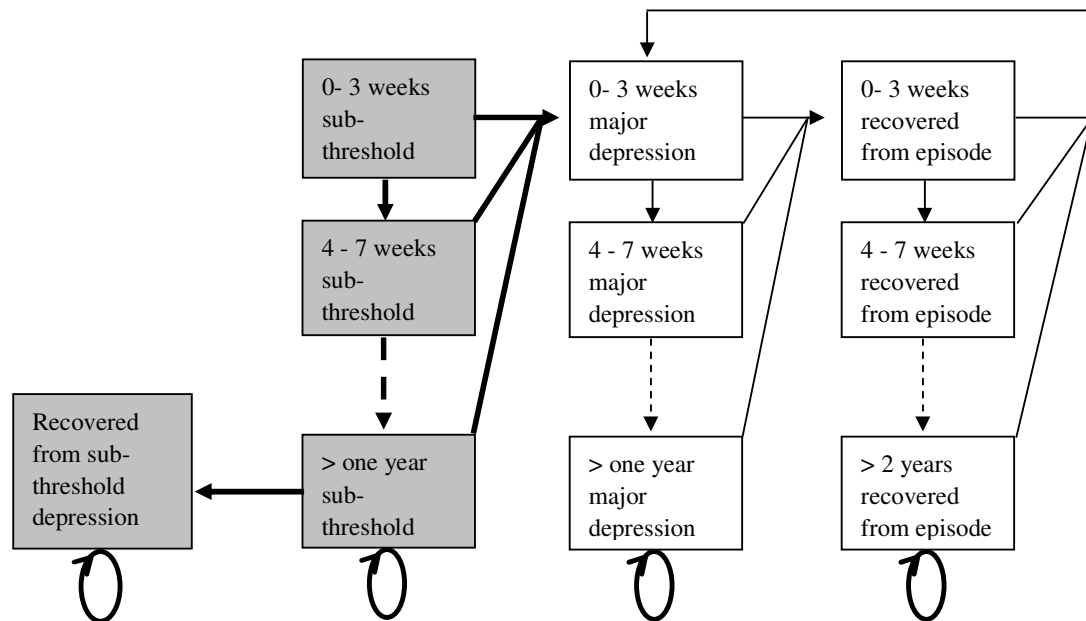 0- 3 weeks
sub-
threshold
0- 3 weeks
major
depression
0- 3 weeks
recovered
from episode
4 - 7 weeks
sub-
threshold
4 - 7 weeks
major
depression
4 - 7 weeks
recovered
from episode
Recovered
from sub-
threshold
depression
> one year
sub-
threshold
> one year
major
depression
> 2 years
recovered
from episode